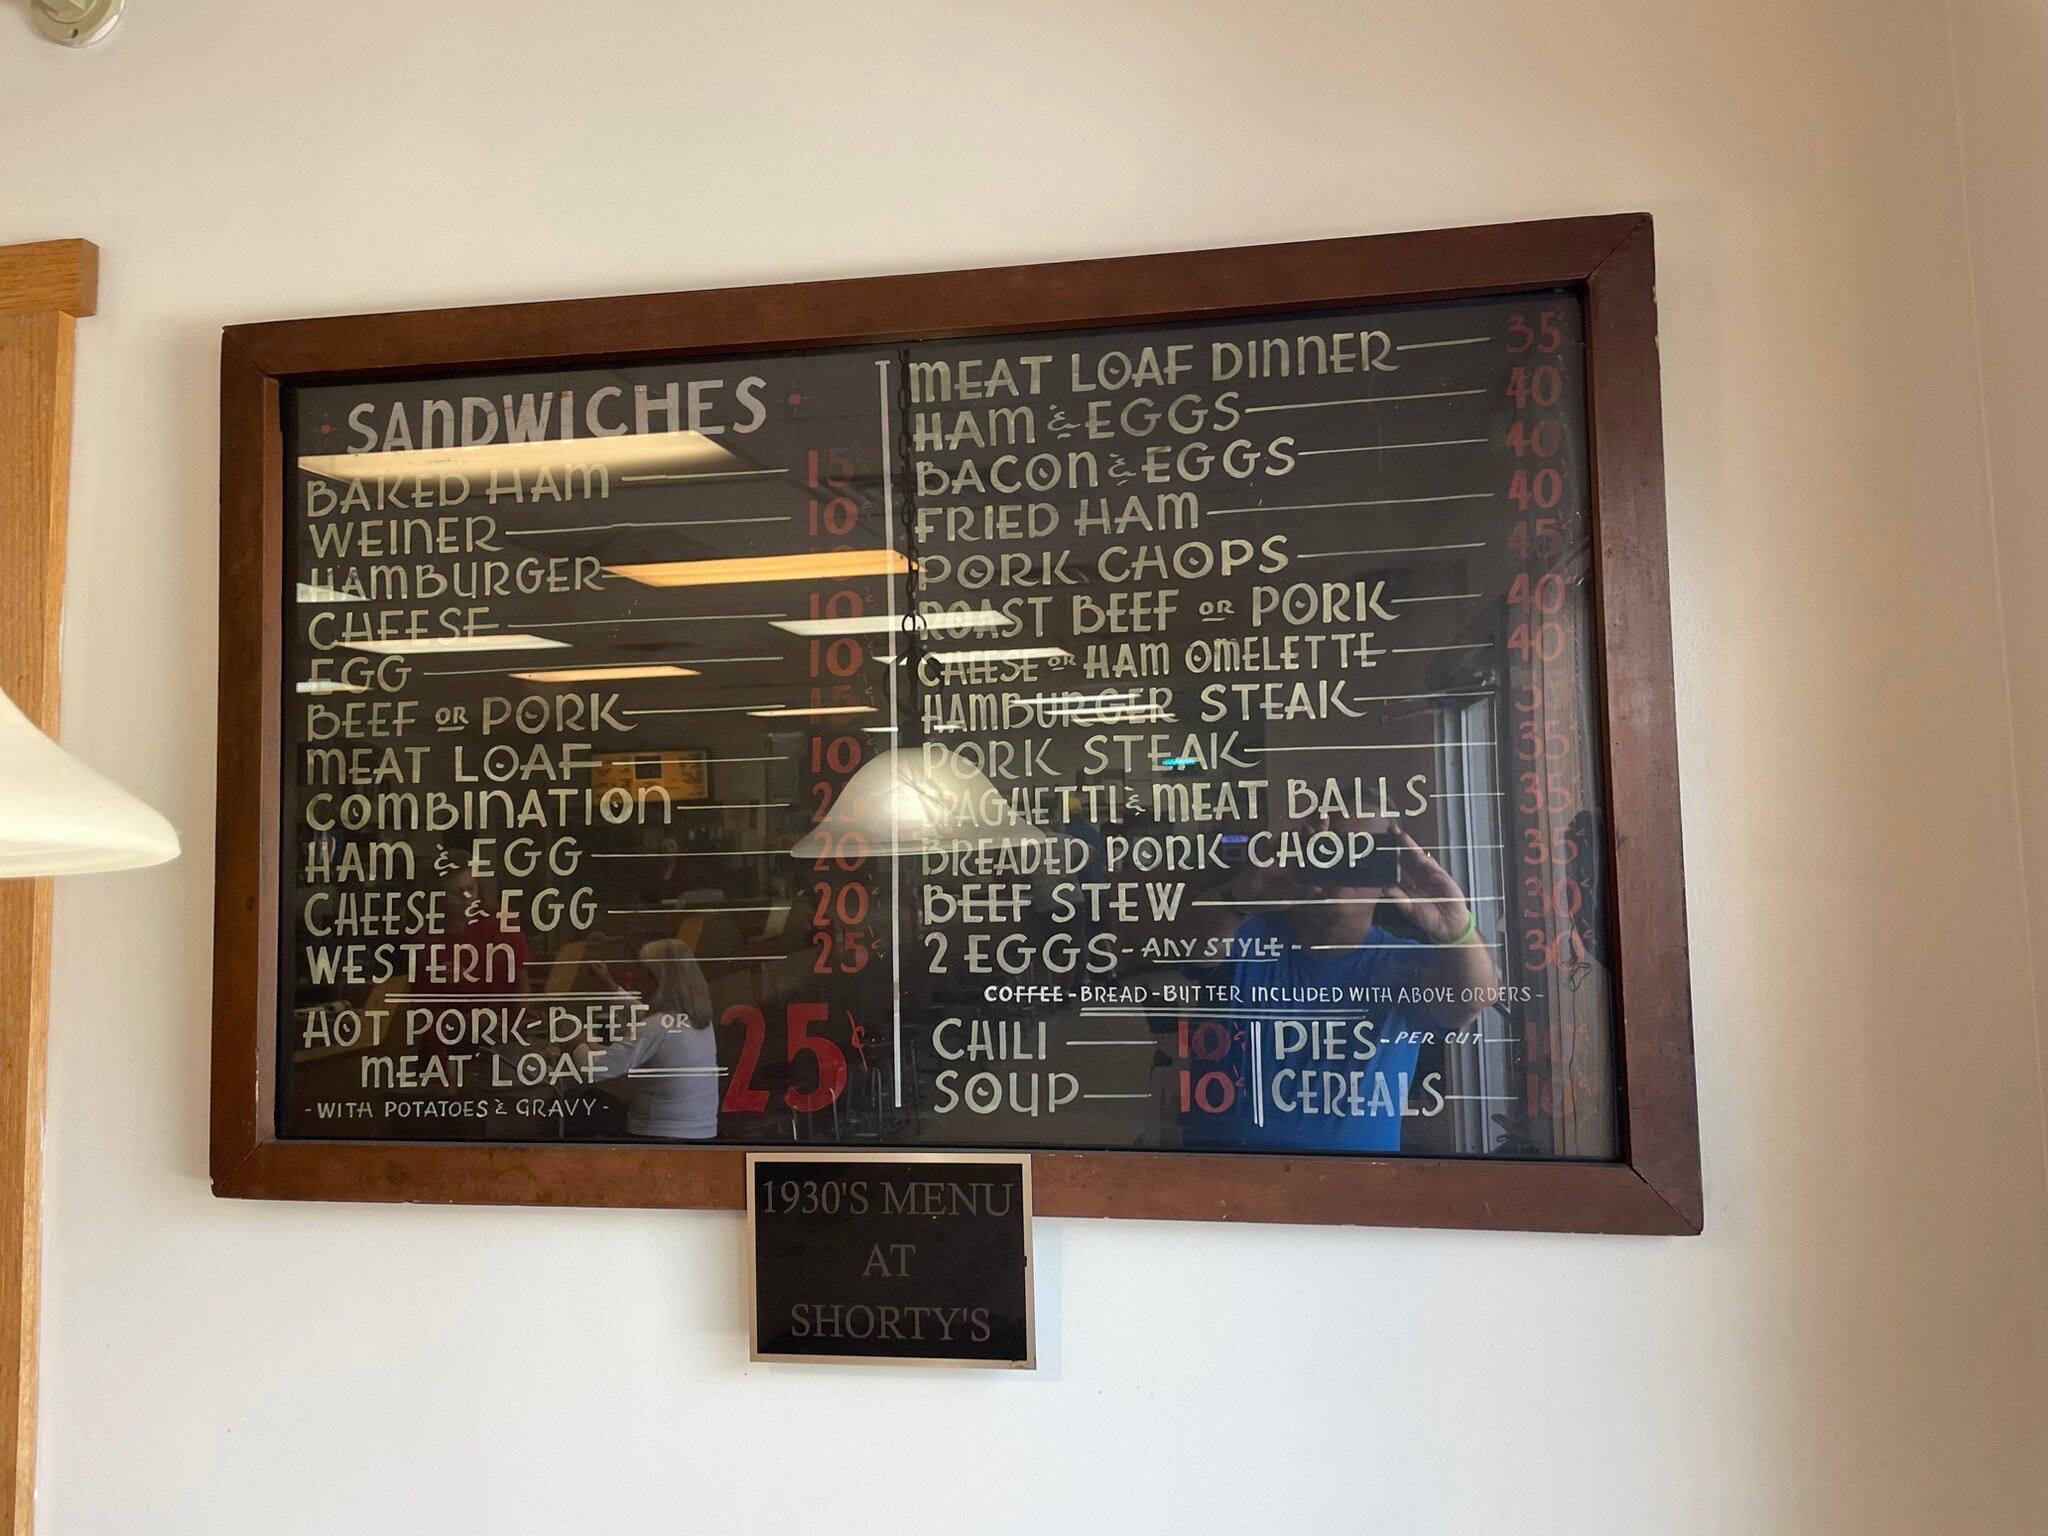 SANDWICHES
BAKED HAM 15¢
WEINER 10¢
HAMBURGER
CHEESE 10¢
EGG 10¢
BEEF OR PORK 15¢
MEAT LOAF 10¢
COMBINATION 25¢
HAM & EGG 20¢
CHEESE & EGG 20¢
WESTERN 25¢
HOT PORK-BEEF OR
MEAT LOAF 25¢
-WITH POTATOES & GRAVY-
MEAT LOAF DINNER 35¢
HAM & EGGS 40¢
BACON & EGGS 40¢
FRIED HAM 40¢
PORK CHOPS 45¢
ROAST BEEF OR PORK 40¢
CHEESE OR HAM OMELETTE 40¢
HAMBURGER STEAK
PORK STEAK 35¢
SPAGHETTI & MEAT BALLS 35¢
BREADED PORK CHOP 35¢
BEEF STEW 30¢
2 EGGS-ANY STYLE- 30¢
COFFEE-BREAD-BUTTER INCLUDED WITH ABOVE ORDERS-
CHILI 10¢ PIES-PER CUT 10¢
SOUP 10¢ CEREALS 10¢
1930'S MENU
AT
SHORTY'S